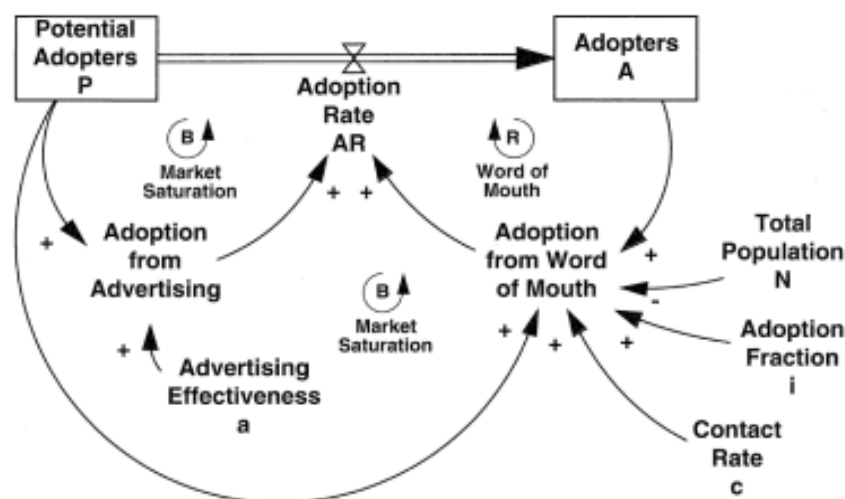 Potential
Adopters
P
Adopters
A
Adoption
Rate
AR
B
Market
Saturation
R
Word of
Mouth
+
+
+
Adoption
from
Advertising
Adoption
from Word
of Mouth
+
-
Total
Population
N
B
Market
Saturation
+
+
+
+
Advertising
Effectiveness
a
Adoption
Fraction
i
Contact
Rate
c